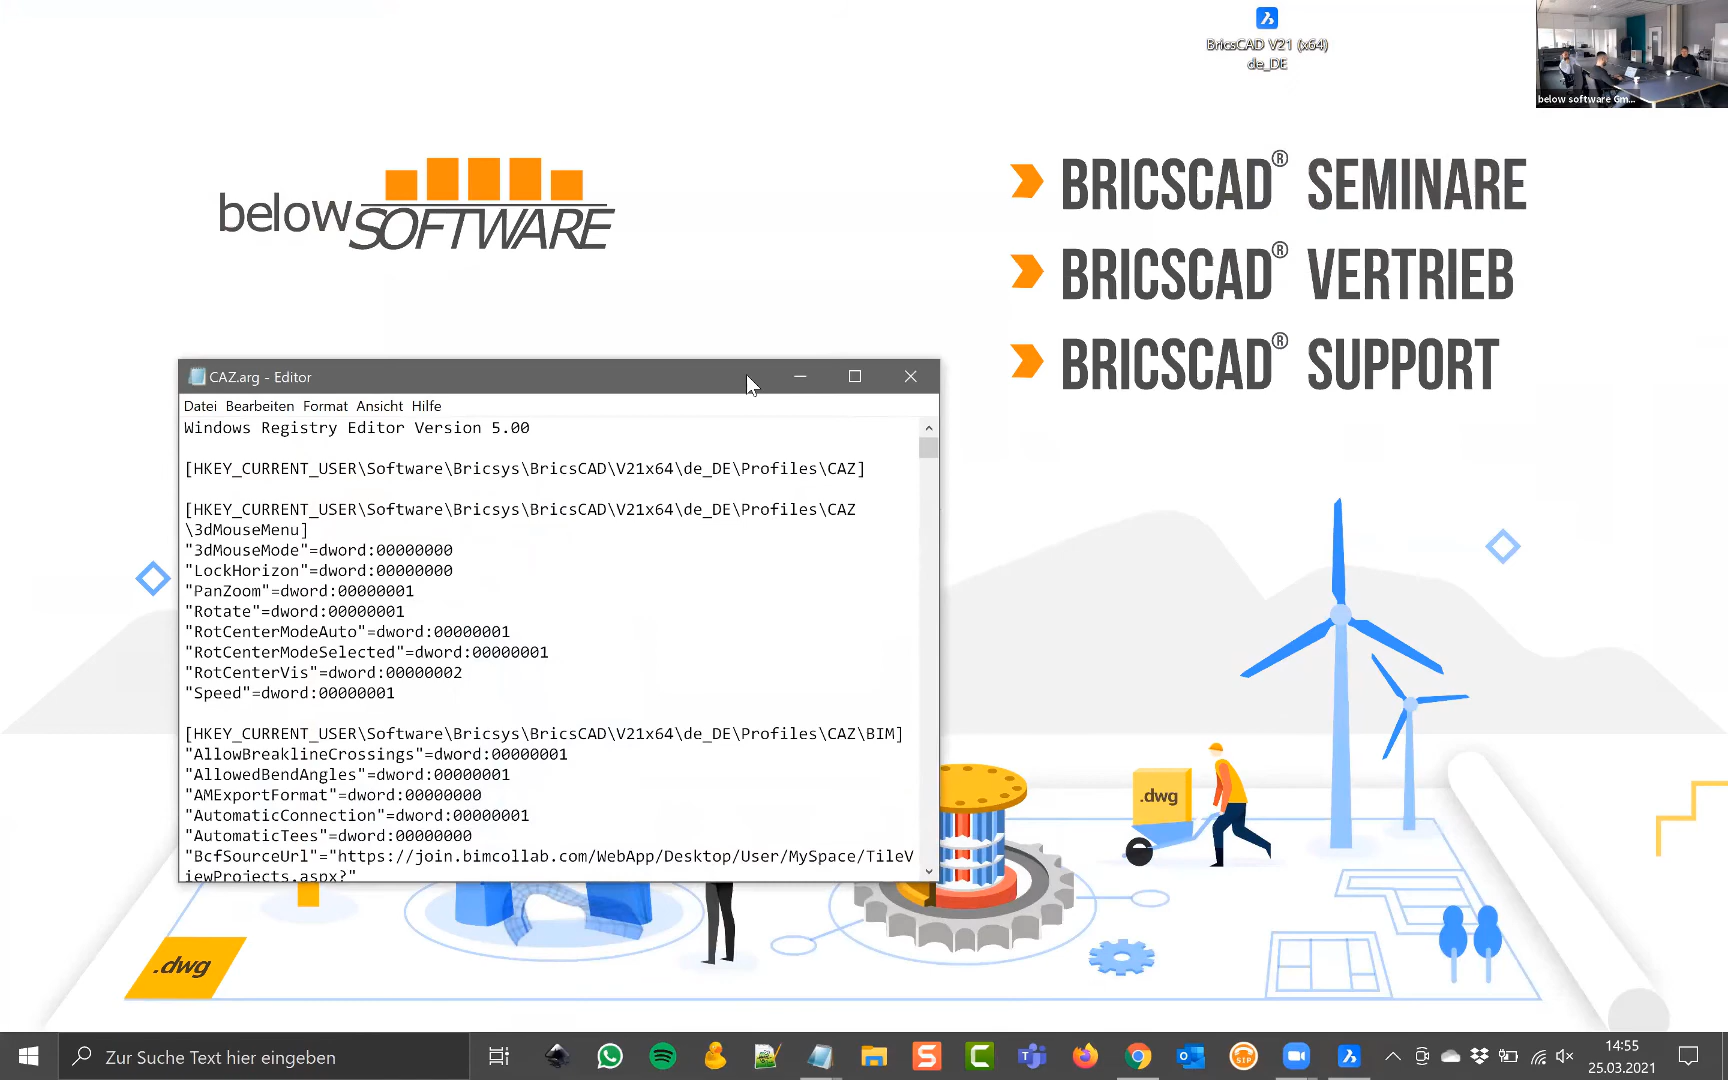 BricsCAD V21 (x64)
de_DE
below software Gm...
below SOFTWARE
BRICSCAD® SEMINARE
BRICSCAD® VERTRIEB
BRICSCAD® SUPPORT
CAZ.arg - Editor
Datei Bearbeiten Format Ansicht Hilfe
Windows Registry Editor Version 5.00
[HKEY_CURRENT_USER\Software\Bricsys\BricsCAD\V21x64\de_DE\Profiles\CAZ]
[HKEY_CURRENT_USER\Software\Bricsys\BricsCAD\V21x64\de_DE\Profiles\CAZ
\3dMouseMenu]
"3dMouseMode"=dword:00000000
"LockHorizon"=dword:00000000
"PanZoom"=dword:00000001
"Rotate"=dword:00000001
"RotCenterModeAuto"=dword:00000001
"RotCenterModeSelected"=dword:00000001
"RotCenterVis"=dword:00000002
"Speed"=dword:00000001
[HKEY_CURRENT_USER\Software\Bricsys\BricsCAD\V21x64\de_DE\Profiles\CAZ\BIM]
"AllowBreaklineCrossings"=dword:00000001
"AllowedBendAngles"=dword:00000001
"AMExportFormat"=dword:00000000
"AutomaticConnection"=dword:00000001
"AutomaticTees"=dword:00000000
"BcfSourceUrl"="https://join.bimcollab.com/WebApp/Desktop/User/MySpace/TileV
iewProjects.aspx?"
.dwg
.dwg
Zur Suche Text hier eingeben
S
C
SIP
14:55
25.03.2021